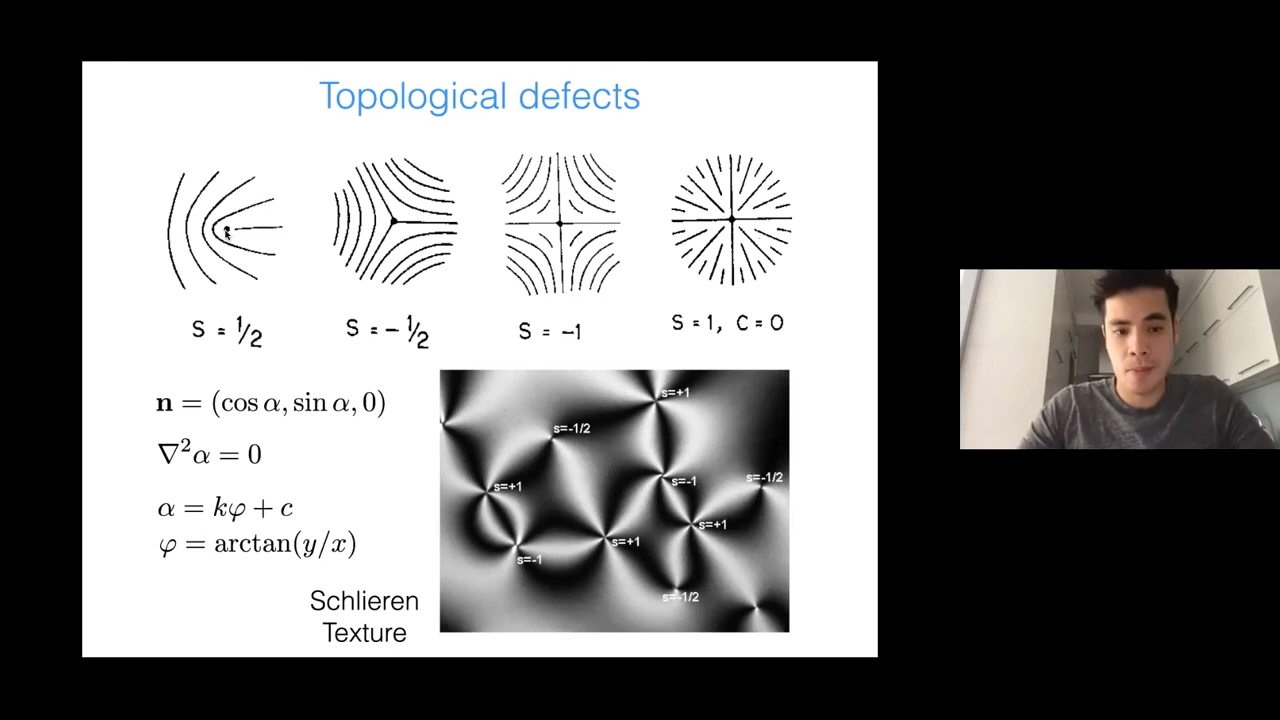 Topological defects
S = 1/2
S = - 1/2
S = -1
S = 1, C = 0
n = (cos α, sin α, 0)
∇²α = 0
α = kφ + c
φ = arctan(y/x)
Schlieren
Texture
s=+1
s=-1/2
s=-1
s=-1/2
s=+1
s=+1
s=+1
s=-1
s=-1/2